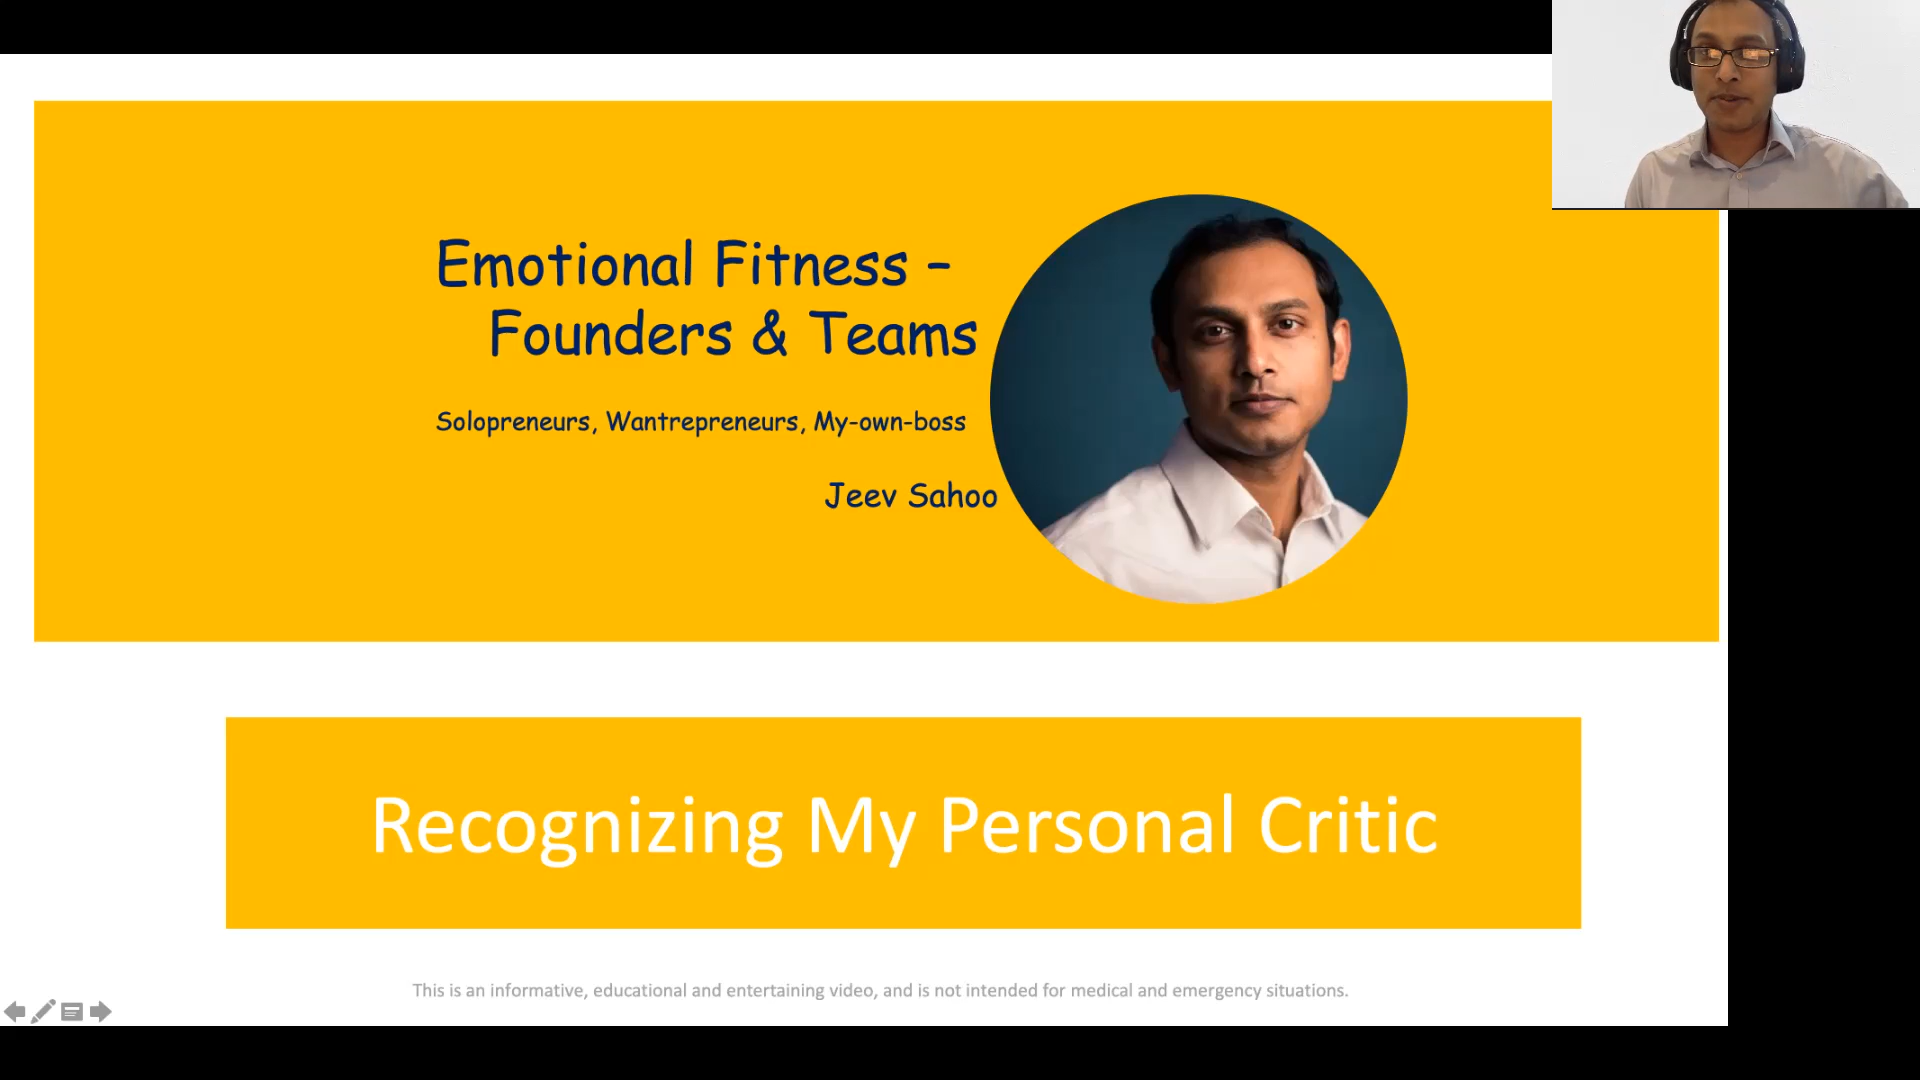 Emotional Fitness –
Founders & Teams
Solopreneurs, Wantrepreneurs, My-own-boss
Jeev Sahoo
Recognizing My Personal Critic
This is an informative, educational and entertaining video, and is not intended for medical and emergency situations.